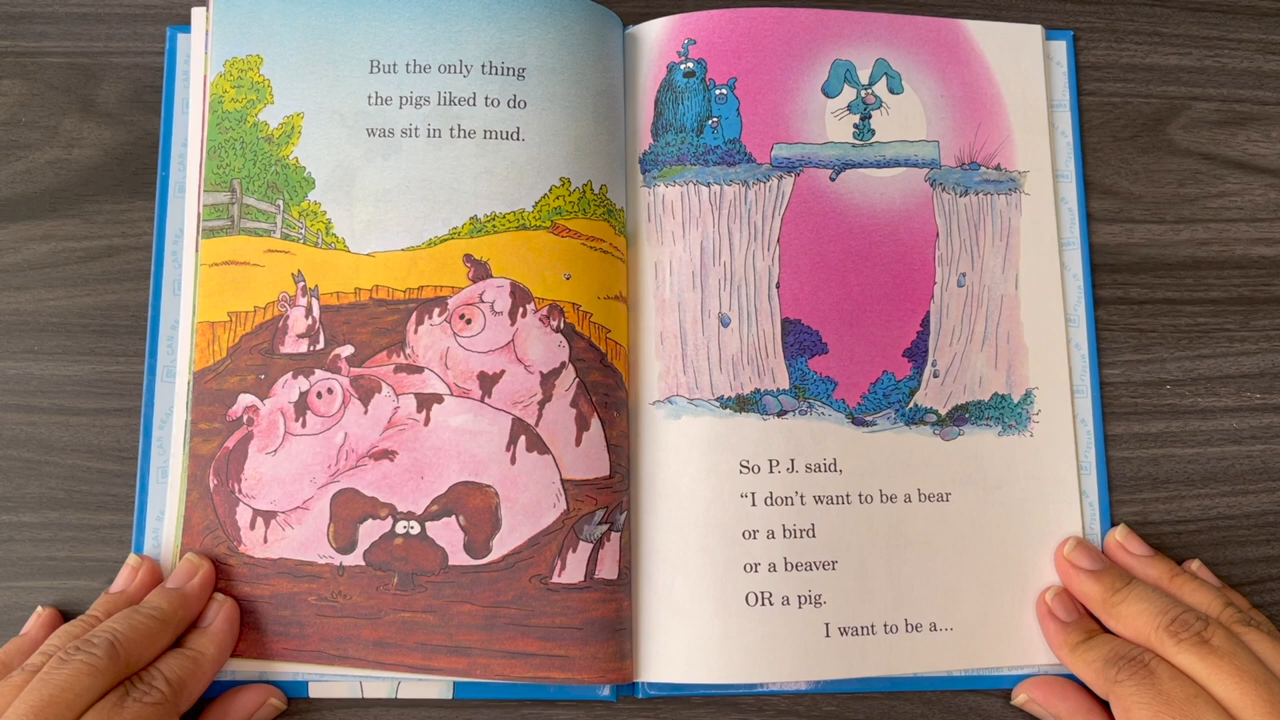 But the only thing
the pigs liked to do
was sit in the mud.
So P. J. said,
“I don’t want to be a bear
or a bird
or a beaver
OR a pig.
I want to be a...